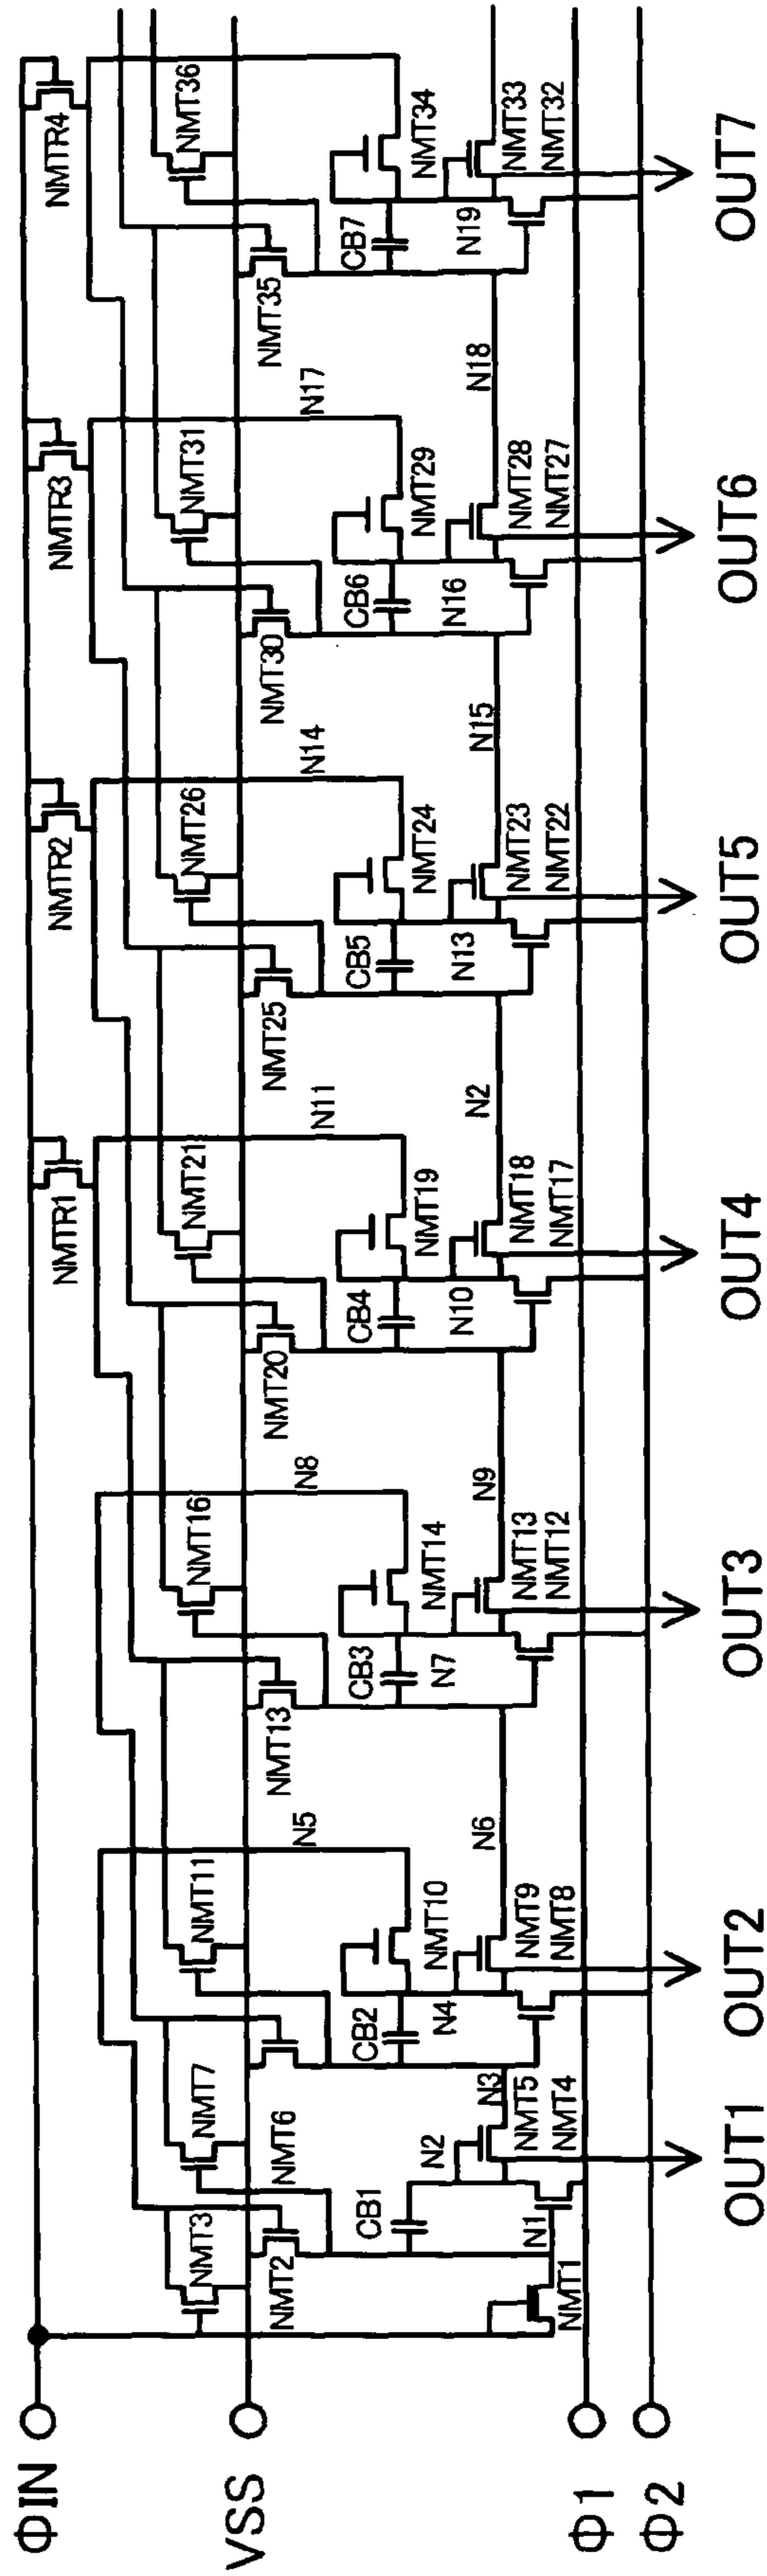 ΦIN
VSS
Φ1
Φ2
NMT3
NMT2
NMT1
N1
CB1
NMT7
NMT6
N2
N3
NMT5
NMT4
OUT1
NMT11
CB2
N4
N5
NMT10
NMT9
NMT8
OUT2
N6
NMT13
NMT16
CB3
N7
N8
NMT14
NMT13
NMT12
OUT3
N9
NMTR1
NMT20
NMT21
CB4
N10
N11
NMT19
NMT18
NMT17
OUT4
N2
NMTR2
NMT25
NMT26
CB5
N13
N14
NMT24
NMT23
NMT22
OUT5
N15
NMTR3
NMT30
NMT31
CB6
N16
N17
NMT29
NMT28
NMT27
OUT6
N18
NMTR4
NMT35
NMT36
CB7
N19
NMT34
NMT33
NMT32
OUT7